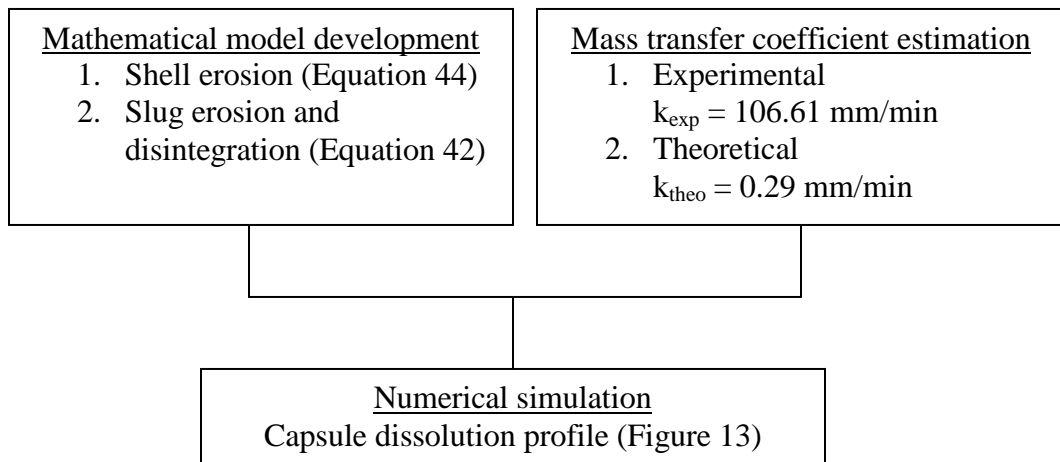 Mathematical model development
1. Shell erosion (Equation 44)
2. Slug erosion and
disintegration (Equation 42)
Mass transfer coefficient estimation
1. Experimental
kexp = 106.61 mm/min
2. Theoretical
ktheo = 0.29 mm/min
Numerical simulation
Capsule dissolution profile (Figure 13)